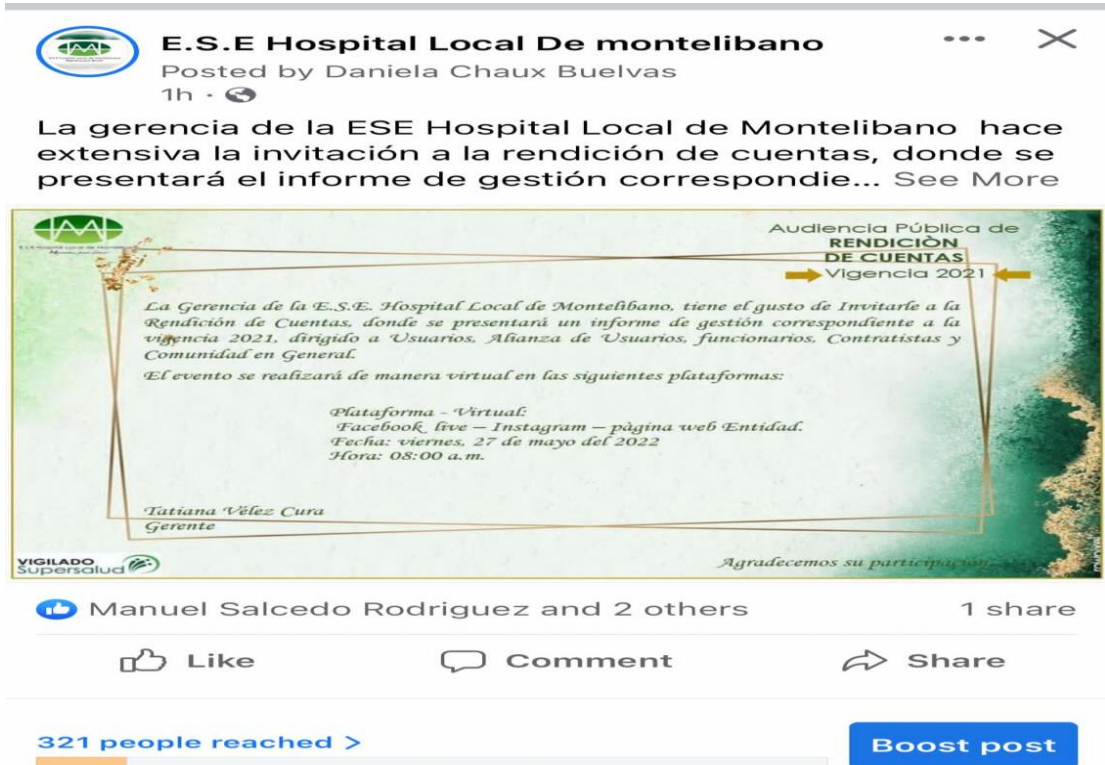 E.S.E Hospital Local De montelibano
Posted by Daniela Chaux Buelvas
1h ·
La gerencia de la ESE Hospital Local de Montelibano hace
extensiva la invitación a la rendición de cuentas, donde se
presentará el informe de gestión correspondie... See More
Audiencia Pública de
RENDICIÒN
DE CUENTAS
Vigencia 2021
La Gerencia de la E.S.E. Hospital Local de Montelíbano, tiene el gusto de Invitarle a la
Rendición de Cuentas, donde se presentará un informe de gestión correspondiente a la
vigencia 2021, dirigido a Usuarios, Alianza de Usuarios, funcionarios, Contratistas y
Comunidad en General.
El evento se realizará de manera virtual en las siguientes plataformas:
Plataforma - Virtual:
Facebook live – Instagram – pàgina web Entidad.
Fecha: viernes, 27 de mayo del 2022
Hora: 08:00 a.m.
Tatiana Vélez Cura
Gerente
VIGILADO
Supersalud
Agradecemos su participación
Manuel Salcedo Rodriguez and 2 others
1 share
Like
Comment
Share
321 people reached >
Boost post